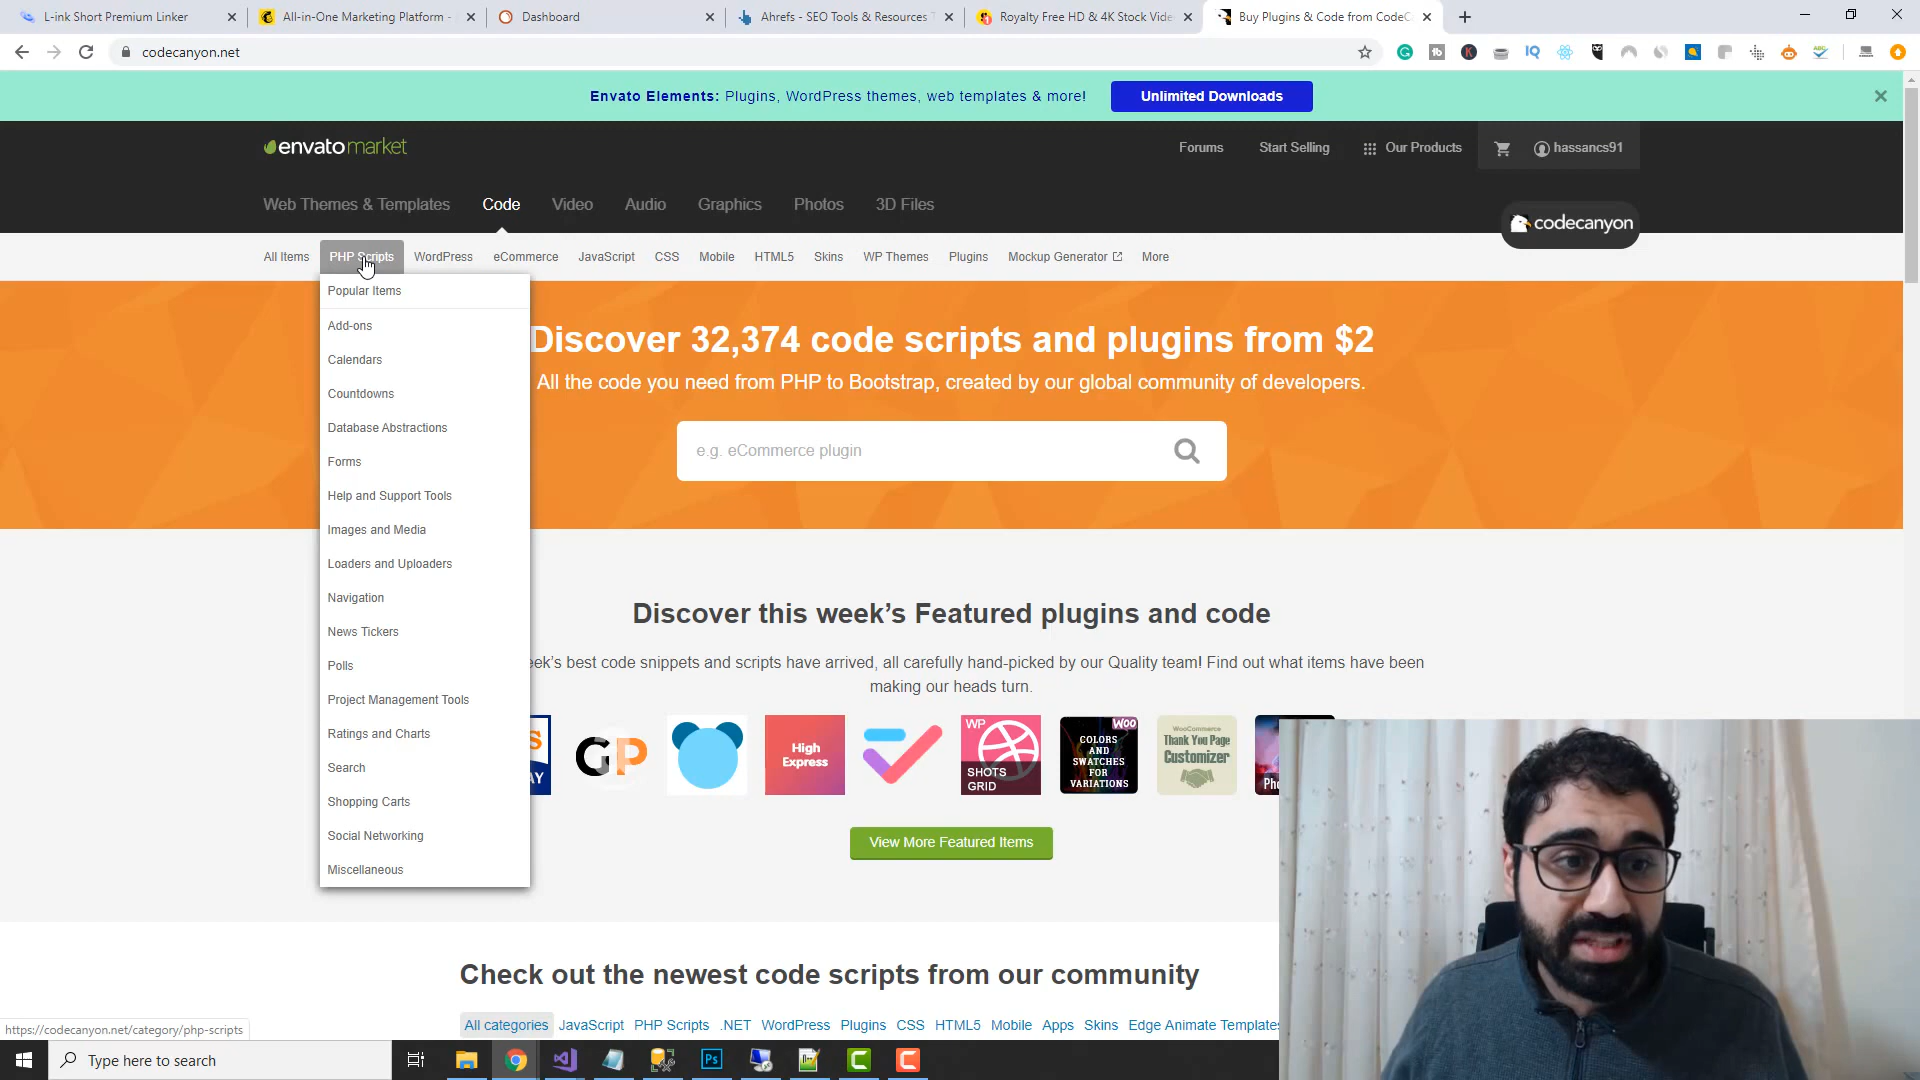 L-ink Short Premium Linker
All-in-One Marketing Platform -
Dashboard
Ahrefs - SEO Tools & Resources T
Royalty Free HD & 4K Stock Vide
Buy Plugins & Code from CodeC
codecanyon.net
Envato Elements: Plugins, WordPress themes, web templates & more!
Unlimited Downloads
envatomarket
Forums
Start Selling
Our Products
hassancs91
Web Themes & Templates
Code
Video
Audio
Graphics
Photos
3D Files
codecanyon
All Items
PHP Scripts
WordPress
eCommerce
JavaScript
CSS
Mobile
HTML5
Skins
WP Themes
Plugins
Mockup Generator
More
Popular Items
Add-ons
Calendars
Countdowns
Database Abstractions
Forms
Help and Support Tools
Images and Media
Loaders and Uploaders
Navigation
News Tickers
Polls
Project Management Tools
Ratings and Charts
Search
Shopping Carts
Social Networking
Miscellaneous
Discover 32,374 code scripts and plugins from $2
All the code you need from PHP to Bootstrap, created by our global community of developers.
e.g. eCommerce plugin
Discover this week's Featured plugins and code
eek's best code snippets and scripts have arrived, all carefully hand-picked by our Quality team! Find out what items have been
making our heads turn.
S
AY
GP
High
Express
WP
SHOTS
GRID
WOO
COLORS
AND
SWATCHES
FOR
VARIATIONS
WooCommerce
Thank You Page
Customizer
Pho
View More Featured Items
Check out the newest code scripts from our community
All categories
JavaScript
PHP Scripts
.NET
WordPress
Plugins
CSS
HTML5
Mobile
Apps
Skins
Edge Animate Templates
https://codecanyon.net/category/php-scripts
Type here to search